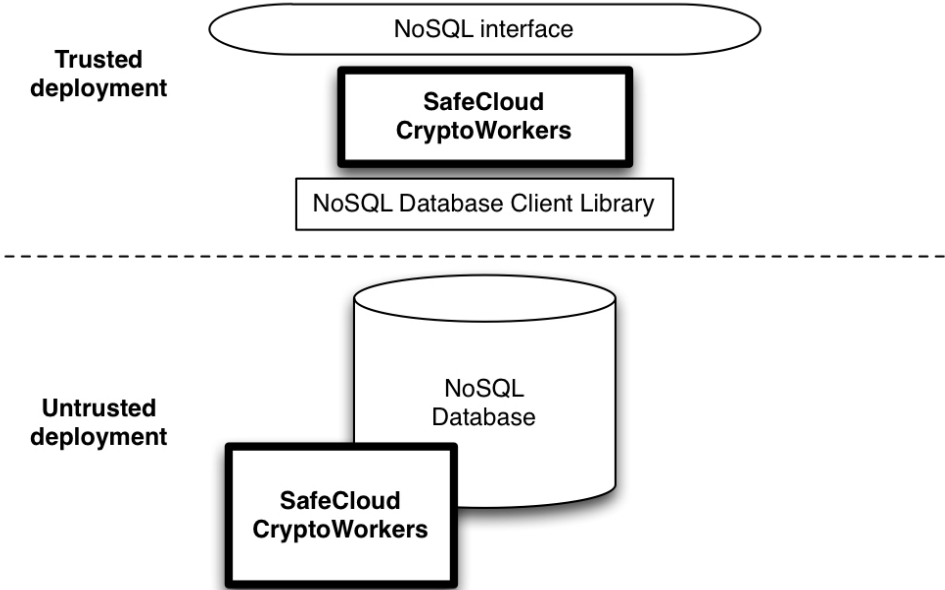 NoSQL interface
Trusted
deployment
SafeCloud
CryptoWorkers
NoSQL Database Client Library
NoSQL
Database
Untrusted
deployment
SafeCloud
CryptoWorkers